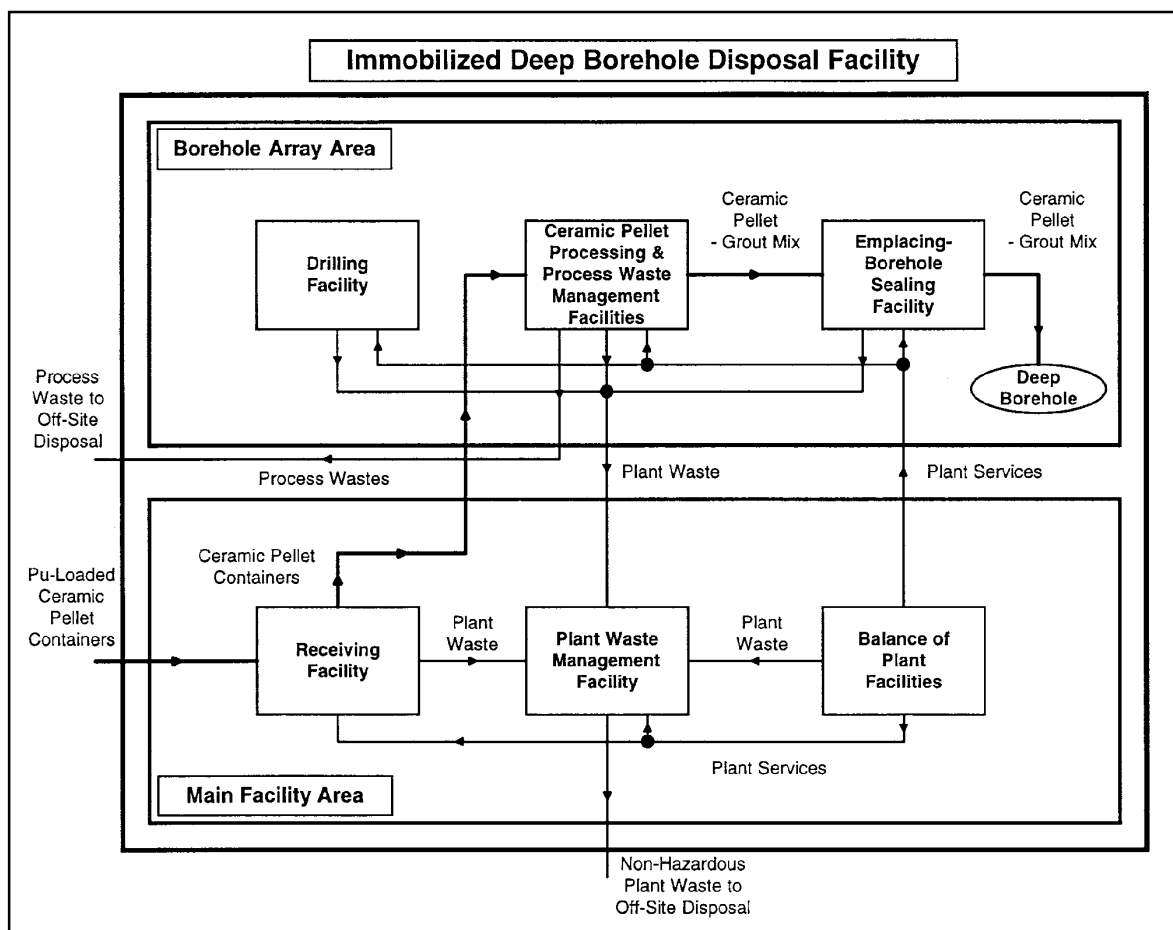 Immobilized Deep Borehole Disposal Facility
Borehole Array Area
Drilling
Facility
Ceramic Pellet
Processing &
Process Waste
Management
Facilities
Ceramic
Pellet
- Grout Mix
Emplacing-
Borehole
Sealing
Facility
Ceramic
Pellet
- Grout Mix
Deep
Borehole
Process
Waste to
Off-Site
Disposal
Process Wastes
Plant Waste
Plant Services
Pu-Loaded
Ceramic
Pellet
Containers
Ceramic Pellet
Containers
Receiving
Facility
Plant
Waste
Plant Waste
Management
Facility
Plant
Waste
Balance of
Plant
Facilities
Plant Services
Main Facility Area
Non-Hazardous
Plant Waste to
Off-Site Disposal